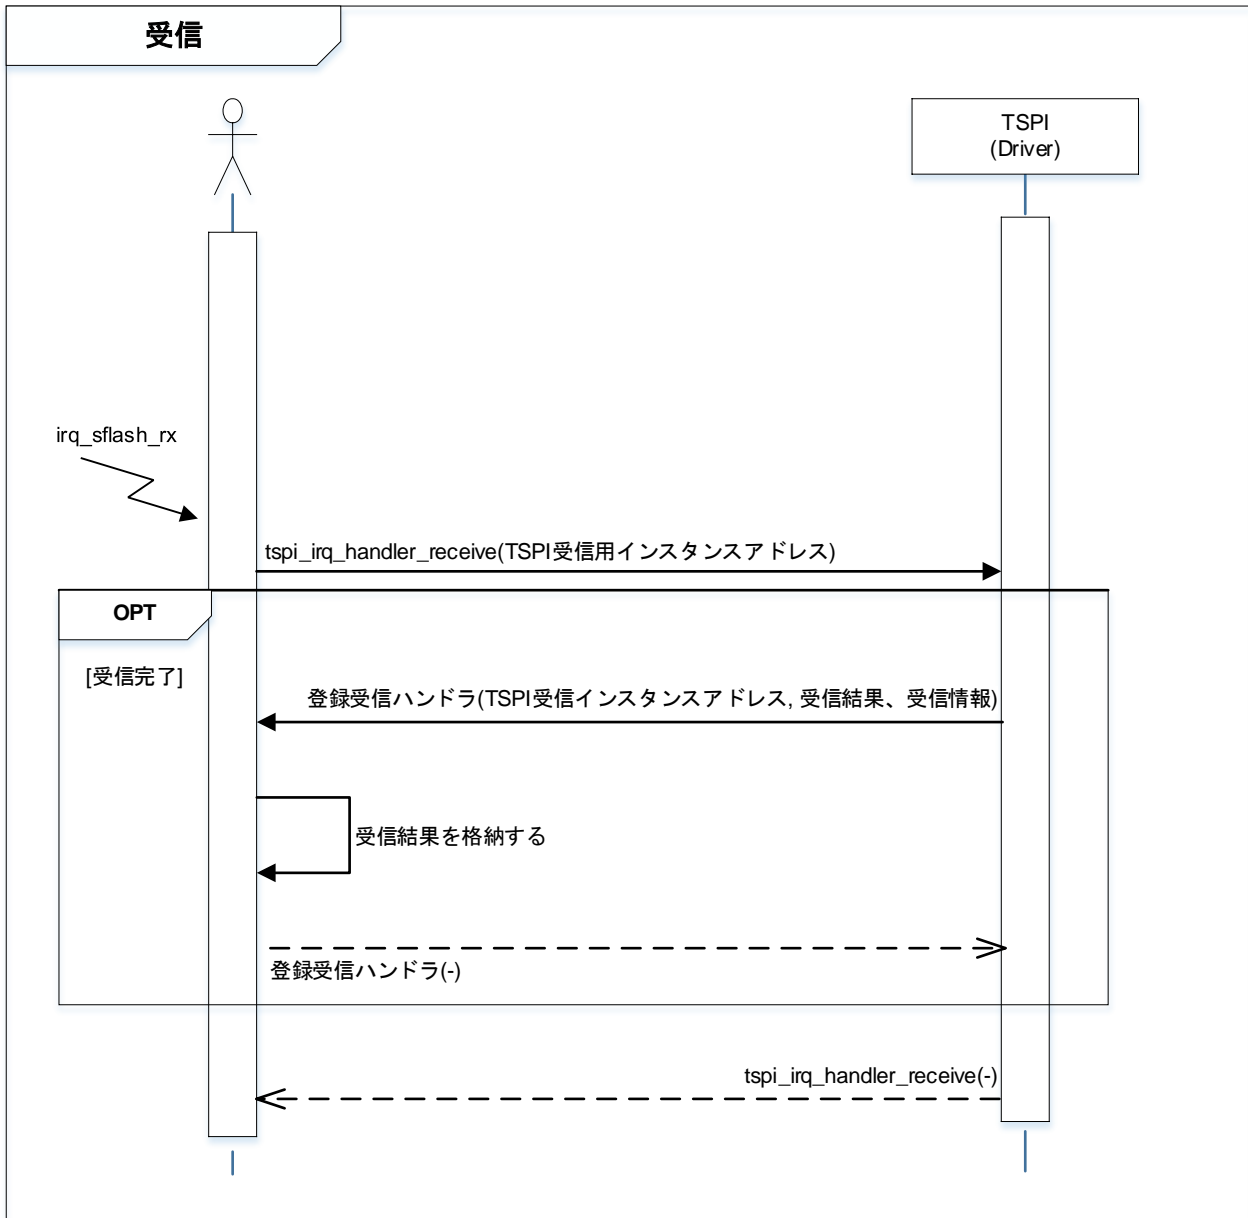 受信
TSPI
(Driver)
irq_sflash_rx
tspi_irq_handler_receive(TSPI受信用インスタンスアドレス)
OPT
[受信完了]
登録受信ハンドラ(TSPI受信インスタンスアドレス, 受信結果、受信情報)
受信結果を格納する
登録受信ハンドラ(-)
tspi_irq_handler_receive(-)